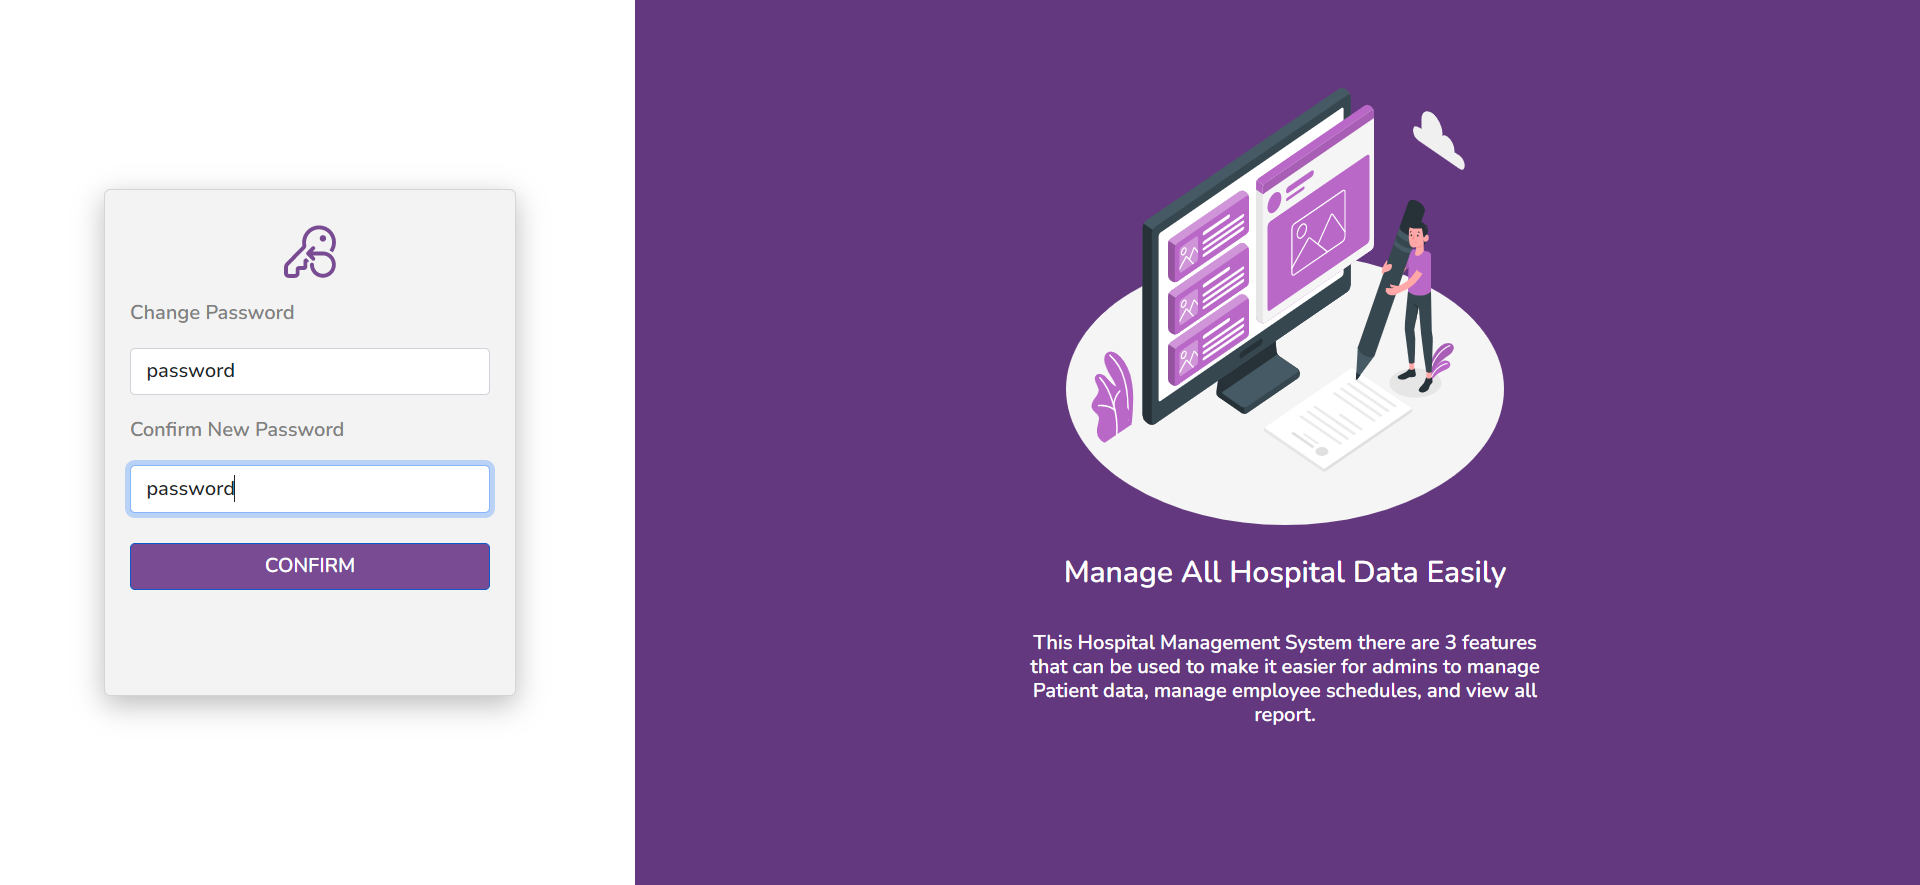 Change Password
password
Confirm New Password
password
CONFIRM
Manage All Hospital Data Easily
This Hospital Management System there are 3 features
that can be used to make it easier for admins to manage
Patient data, manage employee schedules, and view all
report.